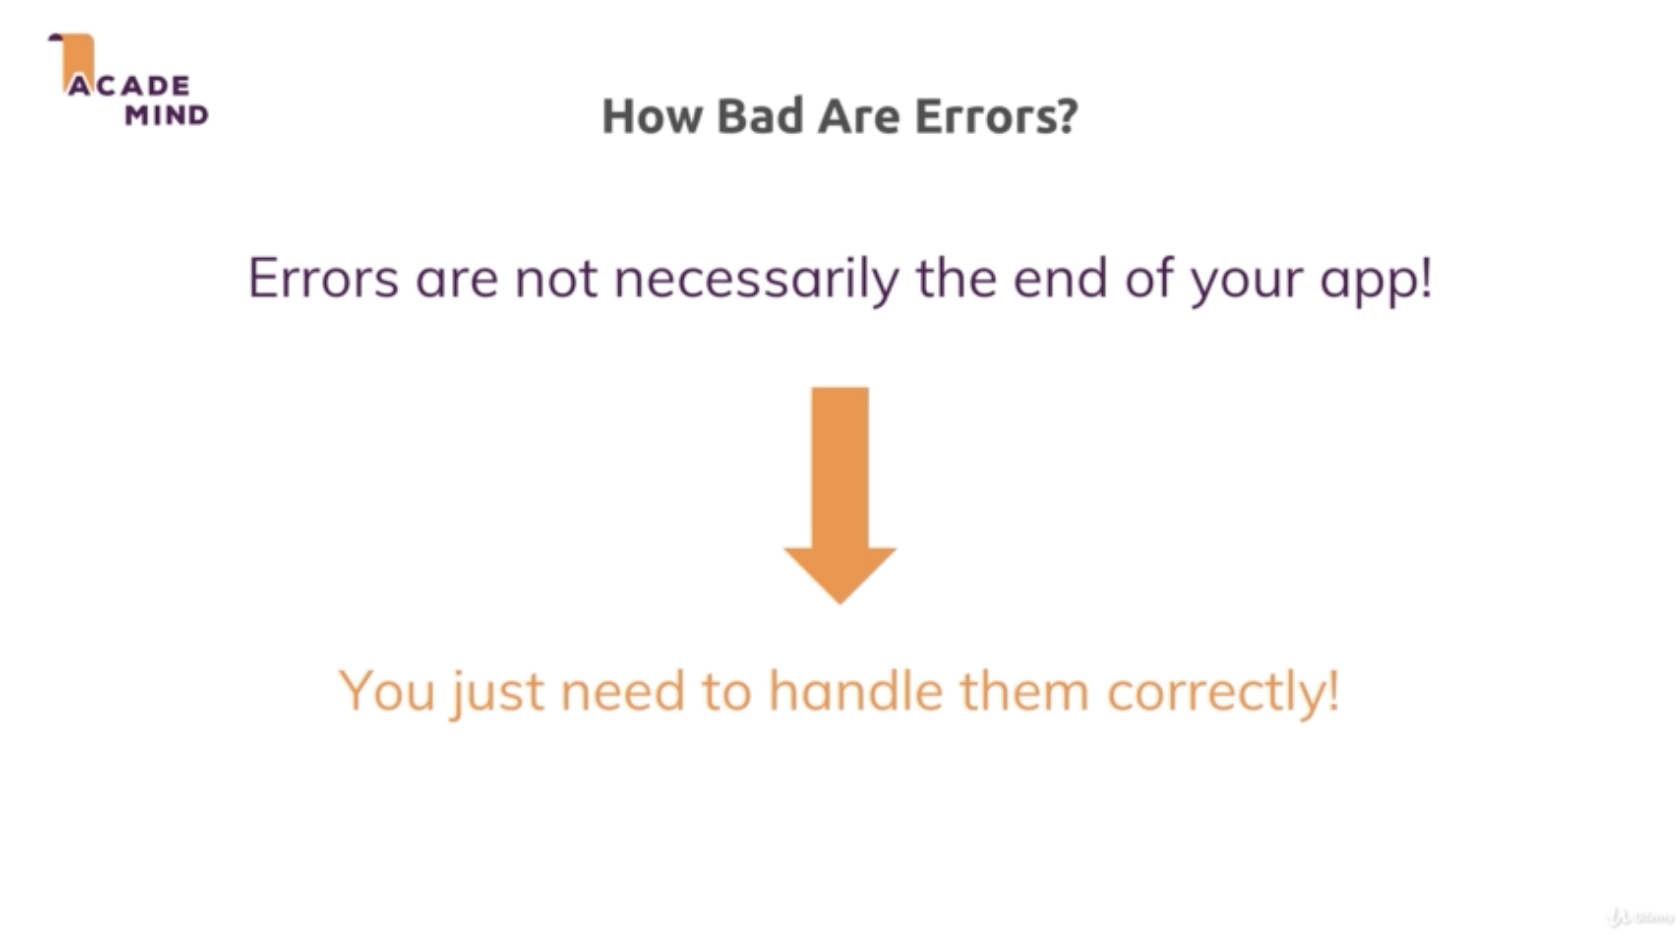 ACADE
MIND
How Bad Are Errors?
Errors are not necessarily the end of your app!
You just need to handle them correctly!
Udemy